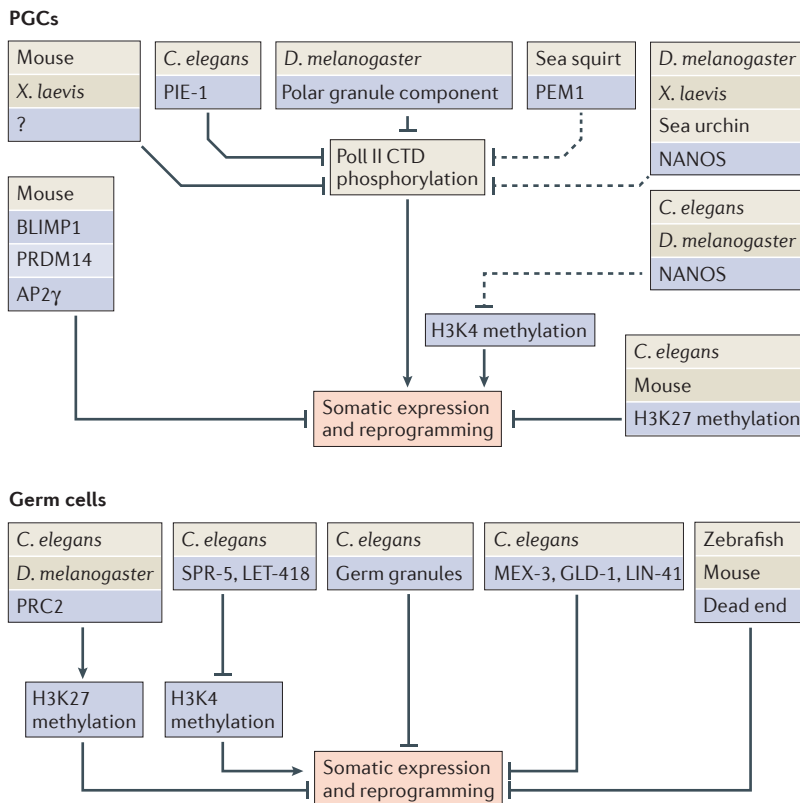 PGCs
Mouse
X. laevis
?
C. elegans
PIE-1
D. melanogaster
Polar granule component
Sea squirt
PEM1
D. melanogaster
X. laevis
Sea urchin
NANOS
Poll II CTD
phosphorylation
Mouse
BLIMP1
PRDM14
AP2γ
C. elegans
D. melanogaster
NANOS
H3K4 methylation
C. elegans
Mouse
H3K27 methylation
Somatic expression
and reprogramming
Germ cells
C. elegans
D. melanogaster
PRC2
C. elegans
SPR-5, LET-418
C. elegans
Germ granules
C. elegans
MEX-3, GLD-1, LIN-41
Zebrafish
Mouse
Dead end
H3K27
methylation
H3K4
methylation
Somatic expression
and reprogramming